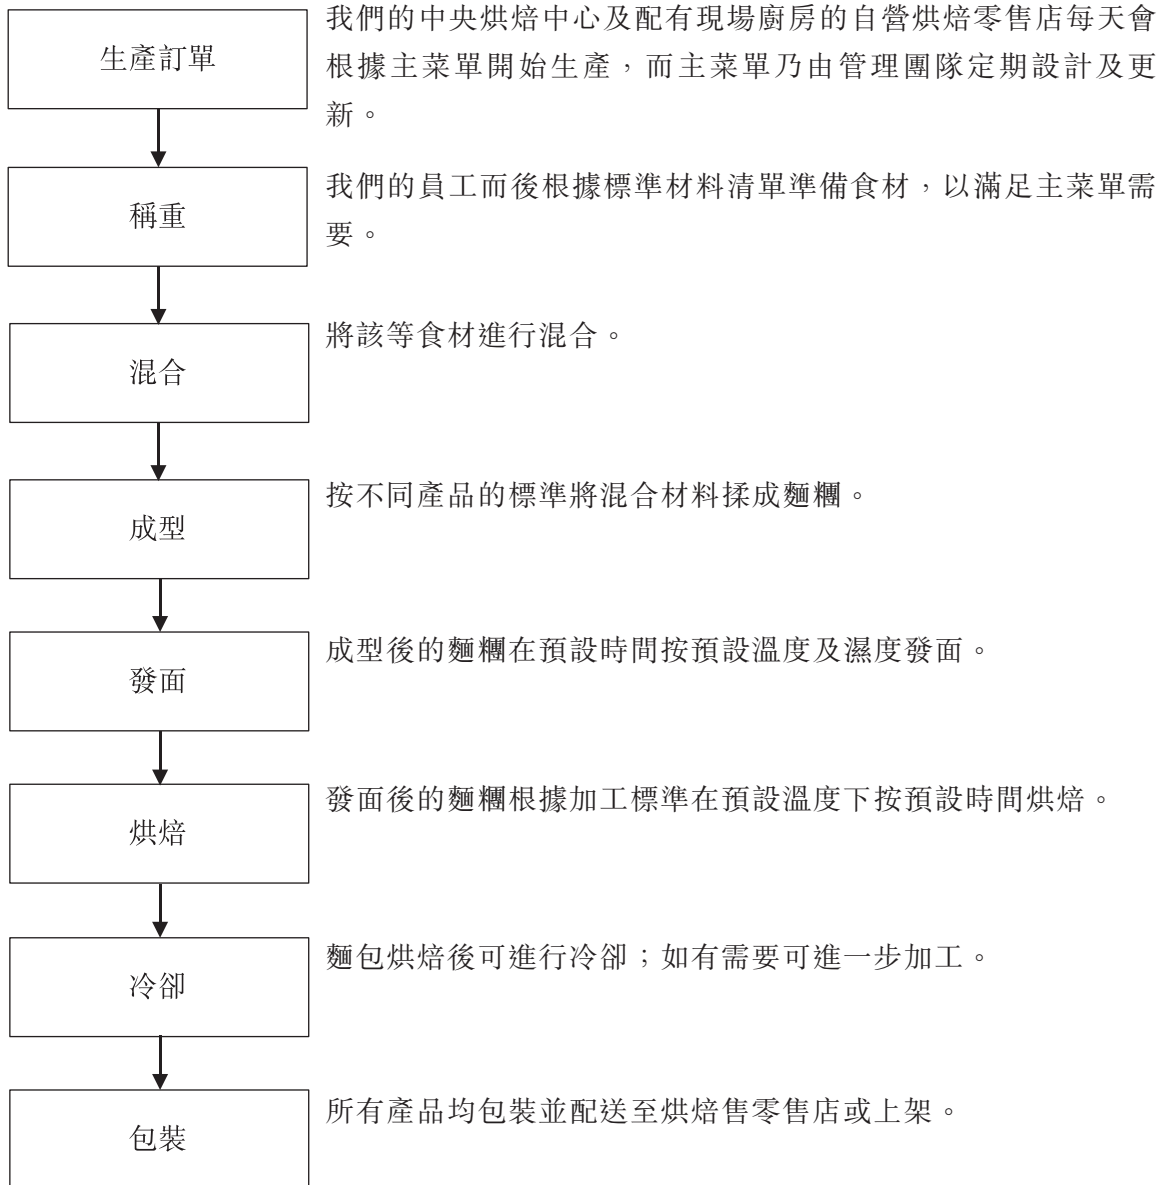 生產訂單
我們的中央烘焙中心及配有現場廚房的自營烘焙零售店每天會
根據主菜單開始生產，而主菜單乃由管理團隊定期設計及更
新。
稱重
我們的員工而後根據標準材料清單準備食材，以滿足主菜單需
要。
混合
將該等食材進行混合。
成型
按不同產品的標準將混合材料揉成麵糰。
發面
成型後的麵糰在預設時間按預設溫度及濕度發面。
烘焙
發面後的麵糰根據加工標準在預設溫度下按預設時間烘焙。
冷卻
麵包烘焙後可進行冷卻；如有需要可進一步加工。
包裝
所有產品均包裝並配送至烘焙售零售店或上架。